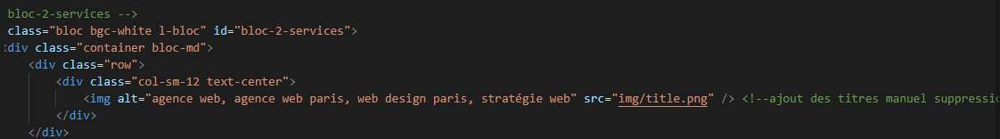 bloc-2-services -->
class="bloc bgc-white l-bloc" id="bloc-2-services">
div class="container bloc-md">
<div class="row">
<div class="col-sm-12 text-center">
<img alt="agence web, agence web paris, web design paris, stratégie web" src="img/title.png" /> <!--ajout des titres manuel suppressio
</div>
</div>